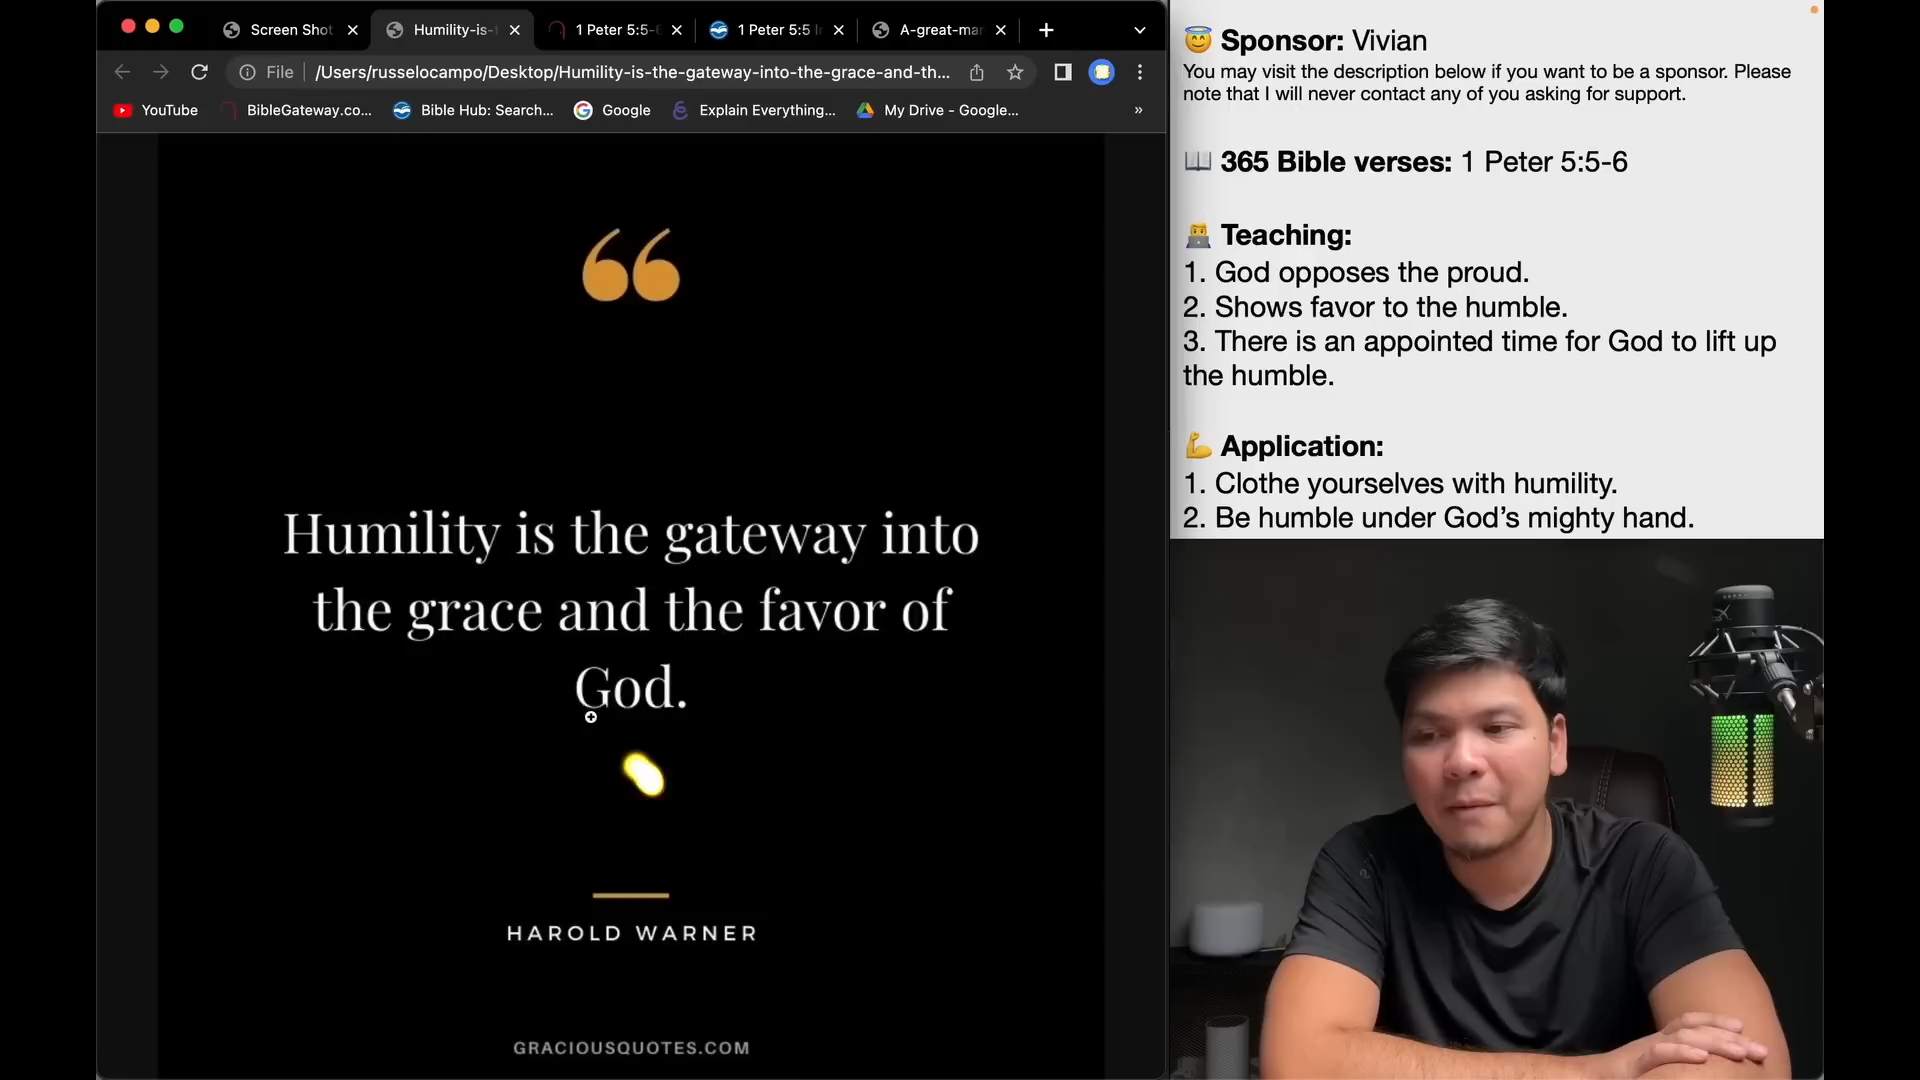 Screen Shot
Humility-is-
1 Peter 5:5-6
1 Peter 5:5 In
A-great-man
File
/Users/russelocampo/Desktop/Humility-is-the-gateway-into-the-grace-and-th...
YouTube
BibleGateway.co...
Bible Hub: Search...
Google
Explain Everything...
My Drive - Google...
»
Humility is the gateway into
the grace and the favor of
God.
HAROLD WARNER
GRACIOUSQUOTES.COM
Sponsor: Vivian
You may visit the description below if you want to be a sponsor. Please
note that I will never contact any of you asking for support.
365 Bible verses: 1 Peter 5:5-6
Teaching:
1. God opposes the proud.
2. Shows favor to the humble.
3. There is an appointed time for God to lift up
the humble.
Application:
1. Clothe yourselves with humility.
2. Be humble under God’s mighty hand.